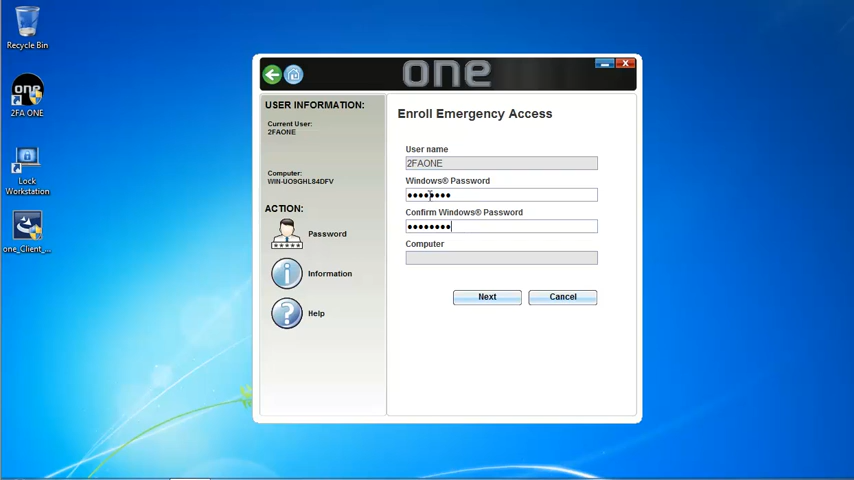 Recycle Bin
one
2FA ONE
Lock
Workstation
one_Client_...
one
USER INFORMATION:
Current User:
2FAONE
Computer:
WIN-UO9GHL84DFV
ACTION:
Password
Information
Help
Enroll Emergency Access
User name
2FAONE
Windows® Password
••••••••
Confirm Windows® Password
••••••••
Computer
Next
Cancel